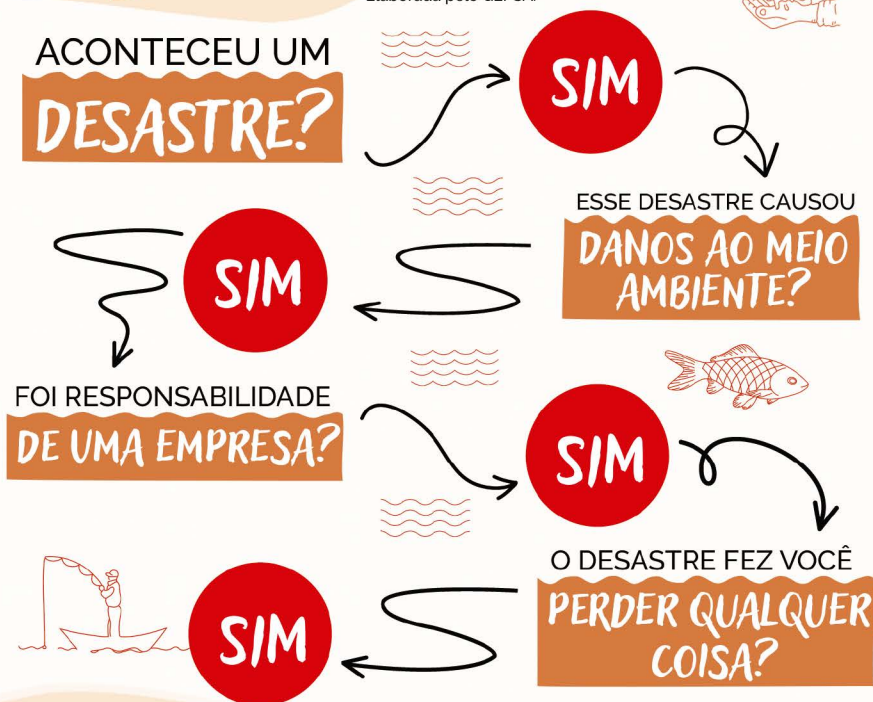 ACONTECEU UM
DESASTRE?
SIM
ESSE DESASTRE CAUSOU
DANOS AO MEIO
AMBIENTE?
SIM
FOI RESPONSABILIDADE
DE UMA EMPRESA?
SIM
O DESASTRE FEZ VOCÊ
PERDER QUALQUER
COISA?
SIM